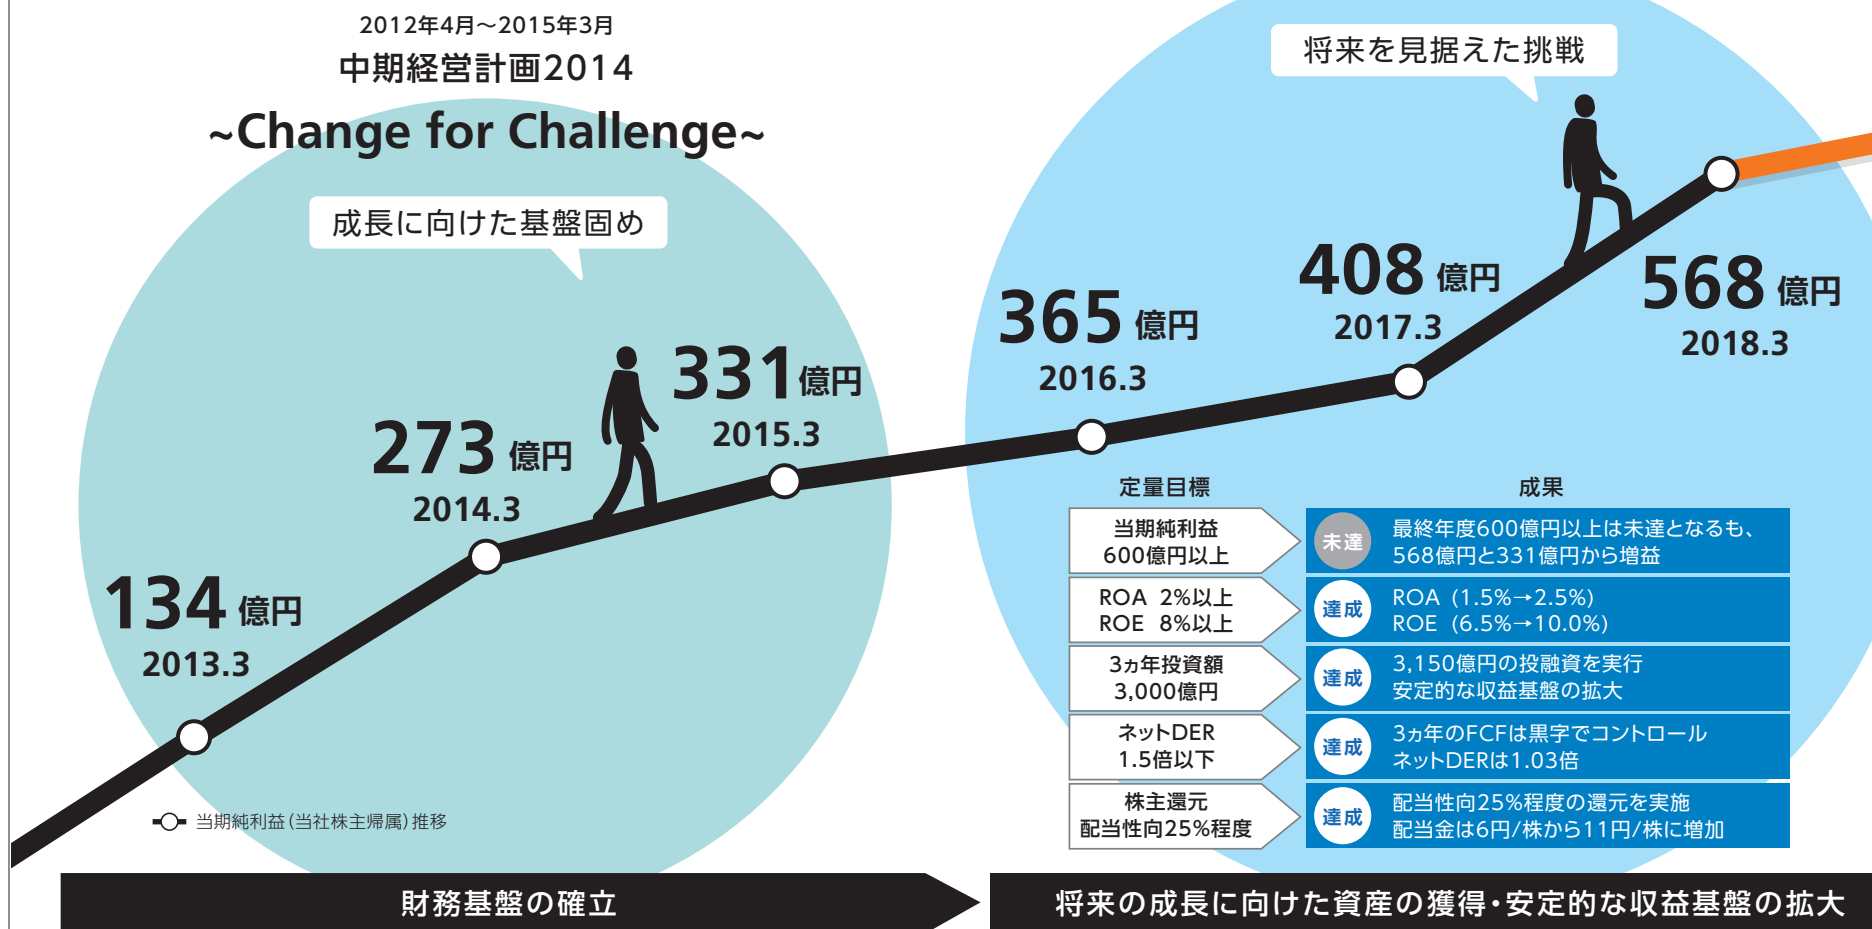 2012年4月～2015年3月
中期経営計画2014
~Change for Challenge~
成長に向けた基盤固め
134 億円
2013.3
273 億円
2014.3
331 億円
2015.3
当期純利益(当社株主帰属)推移
財務基盤の確立
将来を見据えた挑戦
365 億円
2016.3
408 億円
2017.3
568 億円
2018.3
定量目標
成果
当期純利益
600億円以上
未達
最終年度600億円以上は未達となるも、
568億円と331億円から増益
ROA 2%以上
ROE 8%以上
達成
ROA (1.5%→2.5%)
ROE (6.5%→10.0%)
3ヵ年投資額
3,000億円
達成
3,150億円の投融資を実行
安定的な収益基盤の拡大
ネットDER
1.5倍以下
達成
3ヵ年のFCFは黒字でコントロール
ネットDERは1.03倍
株主還元
配当性向25%程度
達成
配当性向25%程度の還元を実施
配当金は6円/株から11円/株に増加
将来の成長に向けた資産の獲得・安定的な収益基盤の拡大